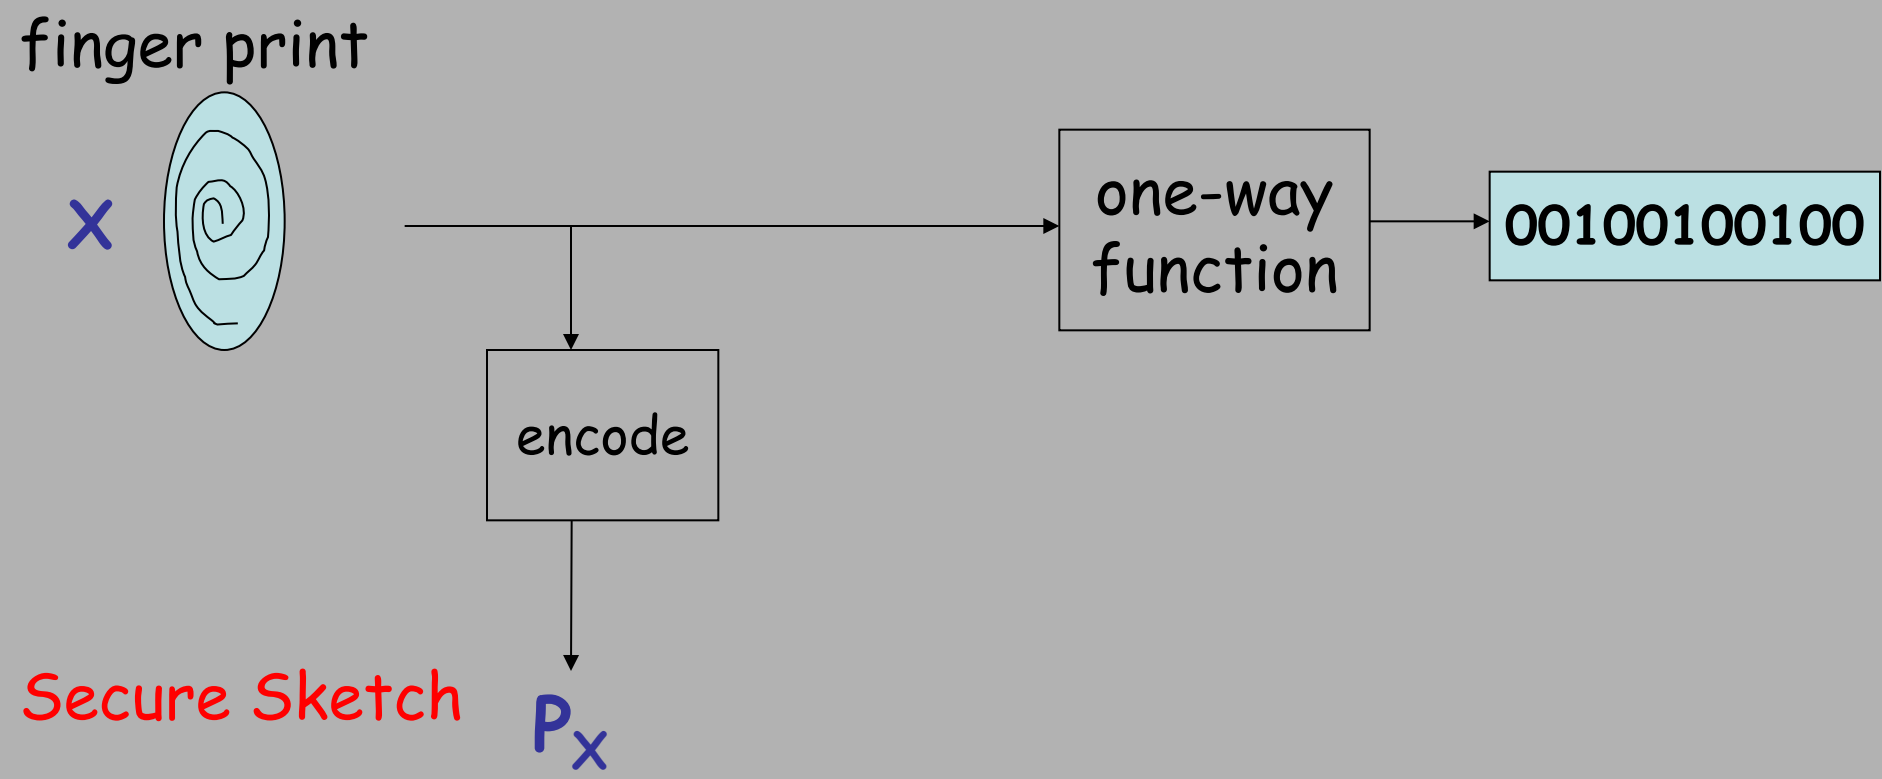 finger print
X
one-way
function
00100100100
encode
Secure Sketch
PX